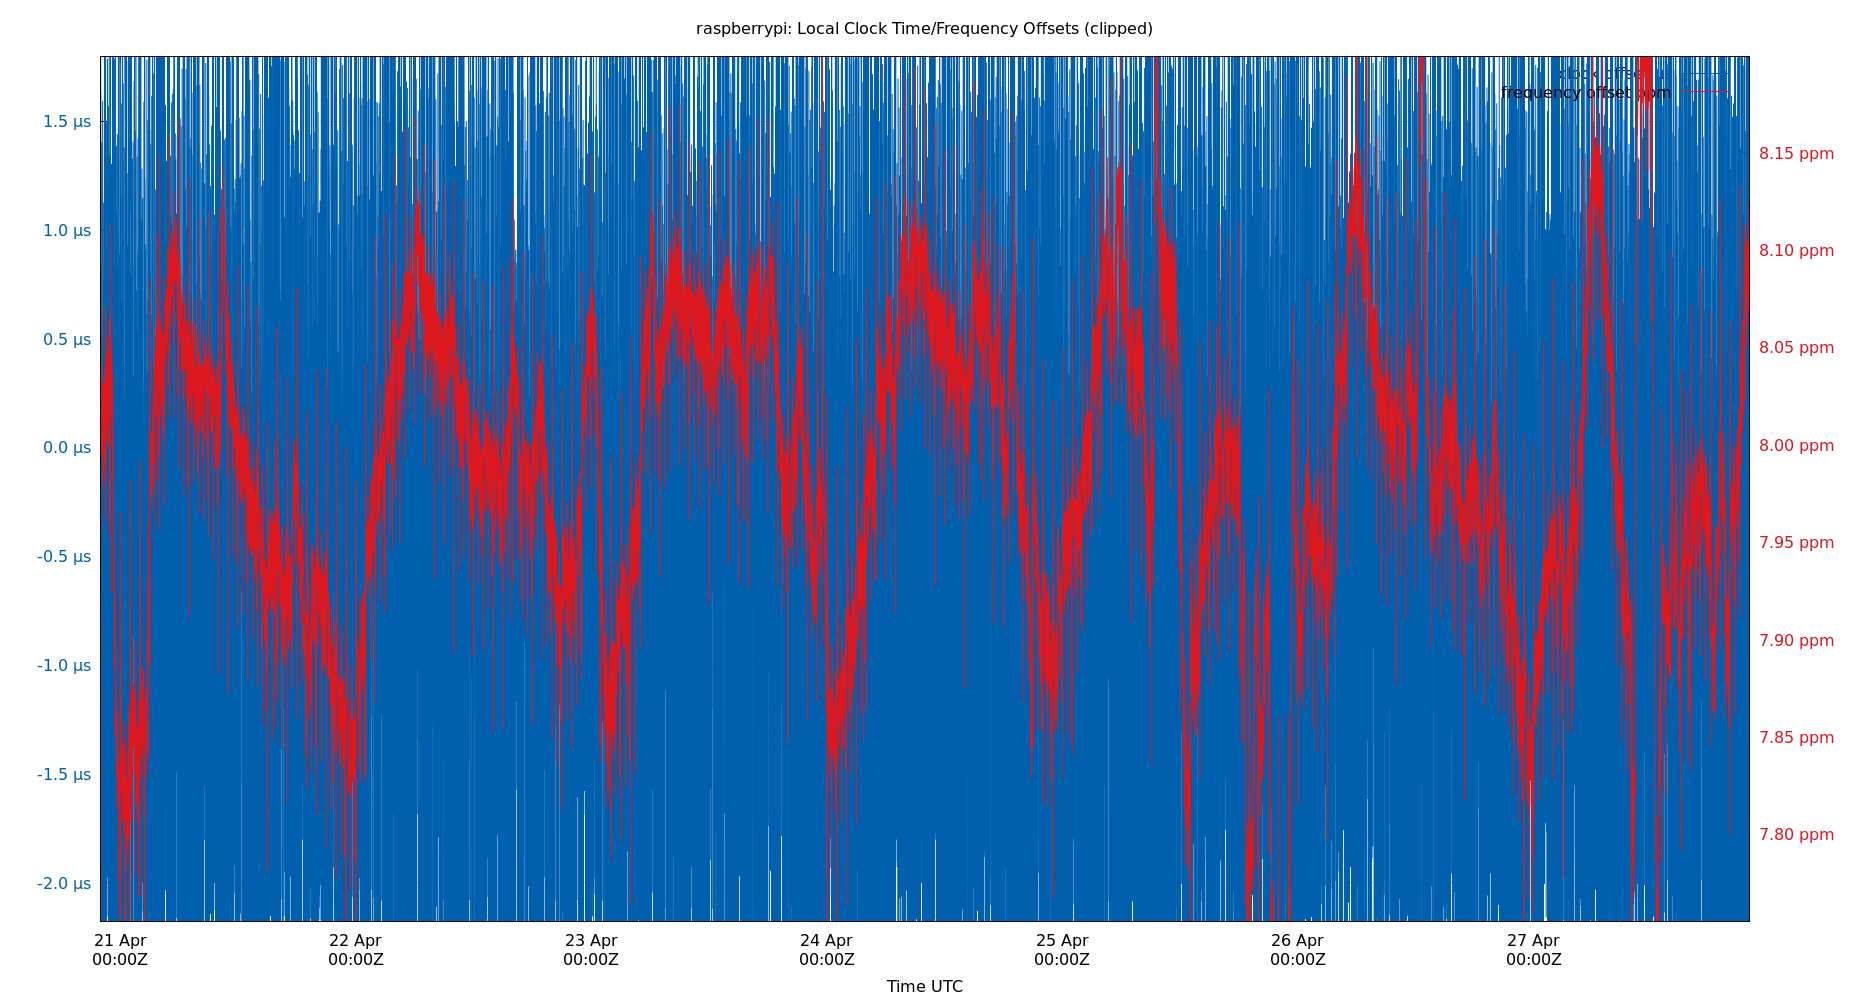 raspberrypi: Local Clock Time/Frequency Offsets (clipped)
clock offset µs
frequency offset ppm
1.5 µs
1.0 µs
0.5 µs
0.0 µs
-0.5 µs
-1.0 µs
-1.5 µs
-2.0 µs
8.15 ppm
8.10 ppm
8.05 ppm
8.00 ppm
7.95 ppm
7.90 ppm
7.85 ppm
7.80 ppm
21 Apr 22 Apr 23 Apr 24 Apr 25 Apr 26 Apr 27 Apr
00:00Z 00:00Z 00:00Z 00:00Z 00:00Z 00:00Z 00:00Z
Time UTC